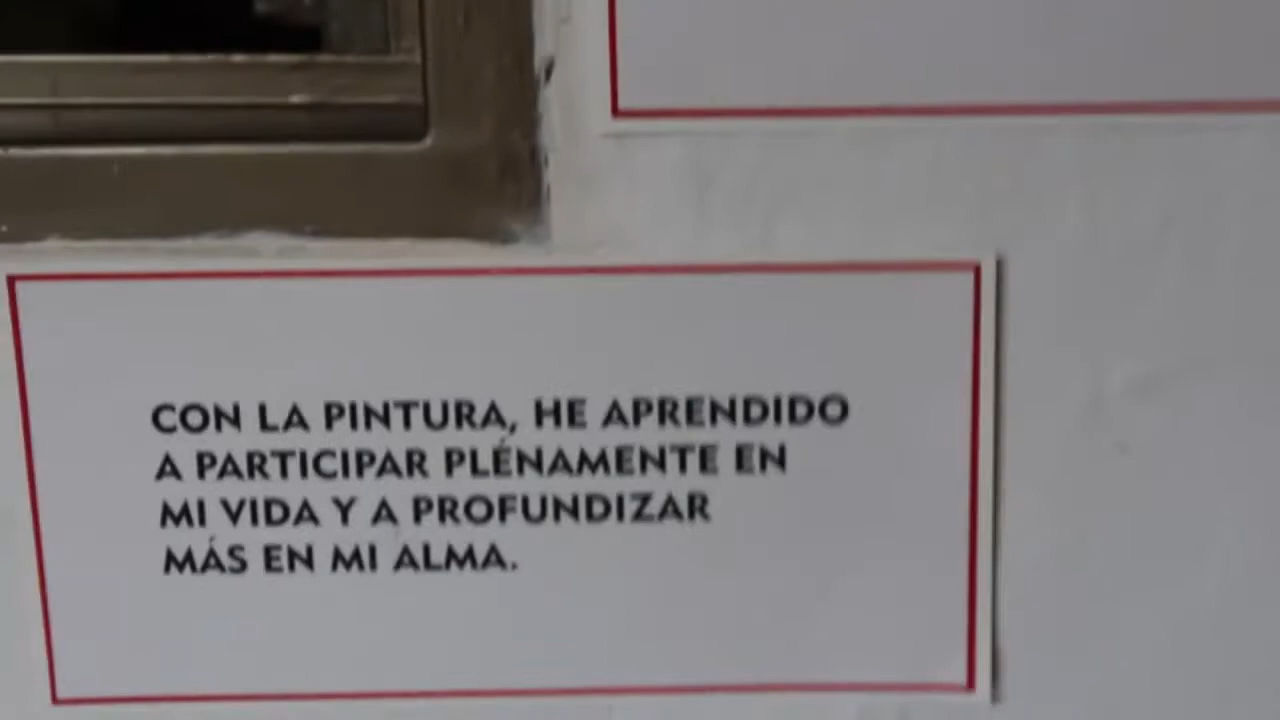 CON LA PINTURA, HE APRENDIDO
A PARTICIPAR PLÉNAMENTE EN
MI VIDA Y A PROFUNDIZAR
MÁS EN MI ALMA.